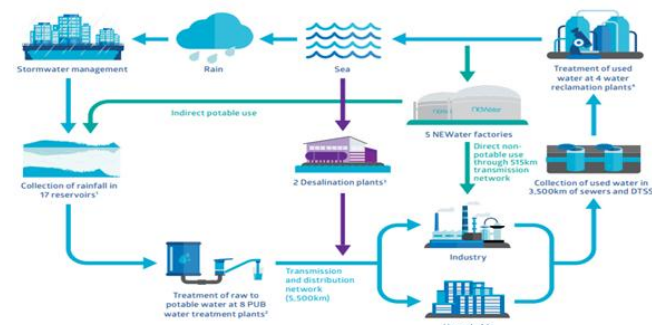 Stormwater management
Rain
Sea
Treatment of used
water at 4 water
reclamation plants⁴
Indirect potable use
NEWater
5 NEWater factories
Direct non-
potable use
through 515km
transmission
network
Collection of rainfall in
17 reservoirs¹
2 Desalination plants³
Collection of used water in
3,500km of sewers and DTSS
Industry
Treatment of raw to
potable water at 8 PUB
water treatment plants²
Transmission
and distribution
network
(5,500km)